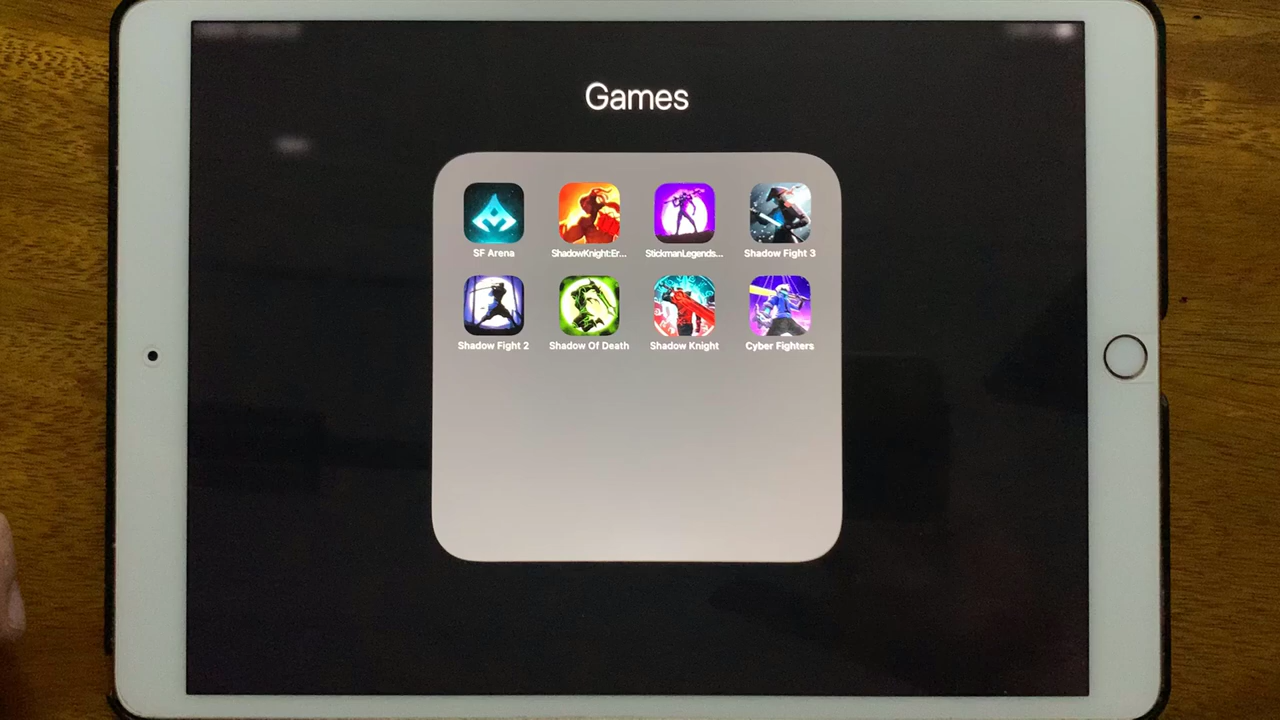 Games
SF Arena
ShadowKnight:Er...
StickmanLegends...
Shadow Fight 3
Shadow Fight 2
Shadow Of Death
Shadow Knight
Cyber Fighters